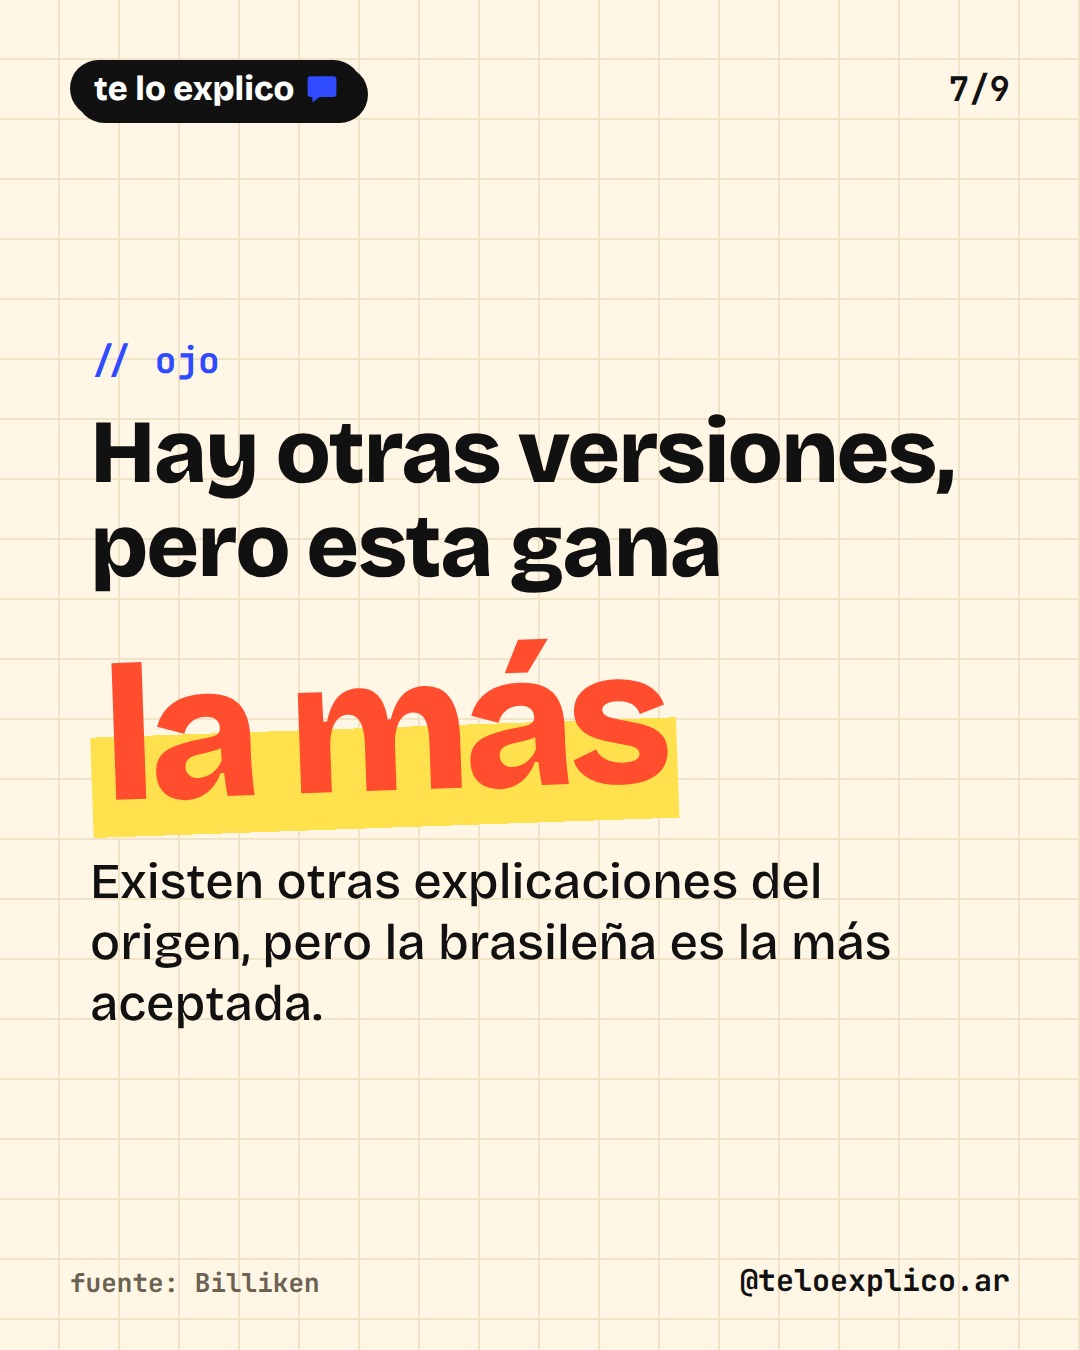 te lo explico
7/9
// ojo
Hay otras versiones,
pero esta gana
la más
Existen otras explicaciones del
origen, pero la brasileña es la más
aceptada.
fuente: Billiken
@teloexplico.ar